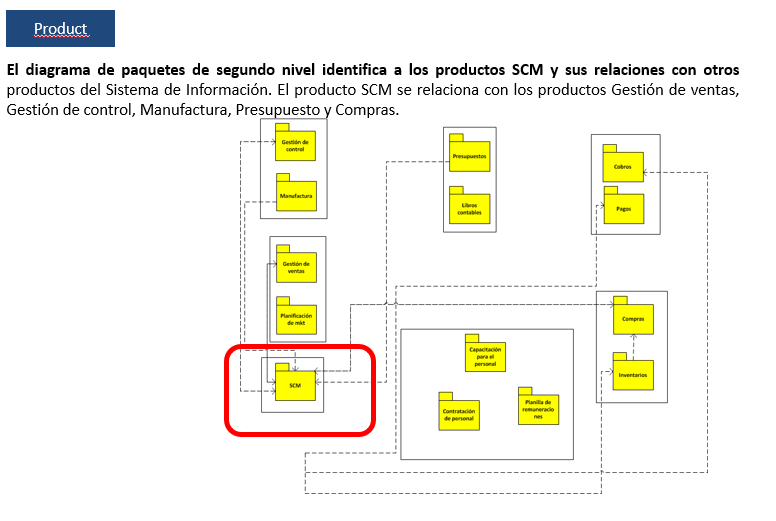 Product
El diagrama de paquetes de segundo nivel identifica a los productos SCM y sus relaciones con otros
productos del Sistema de Información. El producto SCM se relaciona con los productos Gestión de ventas,
Gestión de control, Manufactura, Presupuesto y Compras.
Gestión de
control
Manufactura
Presupuestos
Libros
contables
Cobros
Pagos
Gestión de
ventas
Planificación
de mkt
SCM
Capacitación
para el
personal
Contratación
de personal
Planilla de
remuneracio
nes
Compras
Inventarios